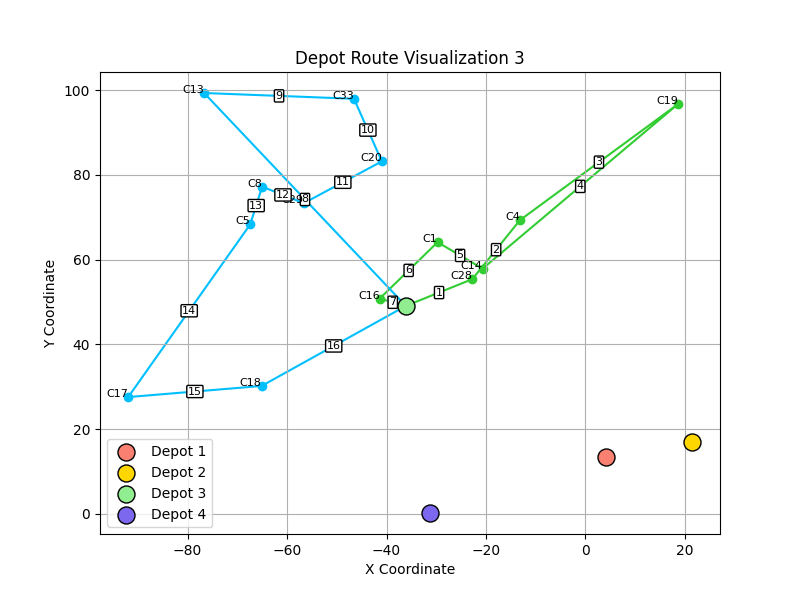 Depot Route Visualization 3
Y Coordinate
100
80
60
40
20
0
C13
9
C33
10
C20
C19
3
4
11
C8
12
C29
8
13
C5
C4
2
C1
5
C14
C28
6
C16
7
1
14
16
C17
15
C18
Depot 1
Depot 2
Depot 3
Depot 4
−80
−60
−40
−20
0
20
X Coordinate